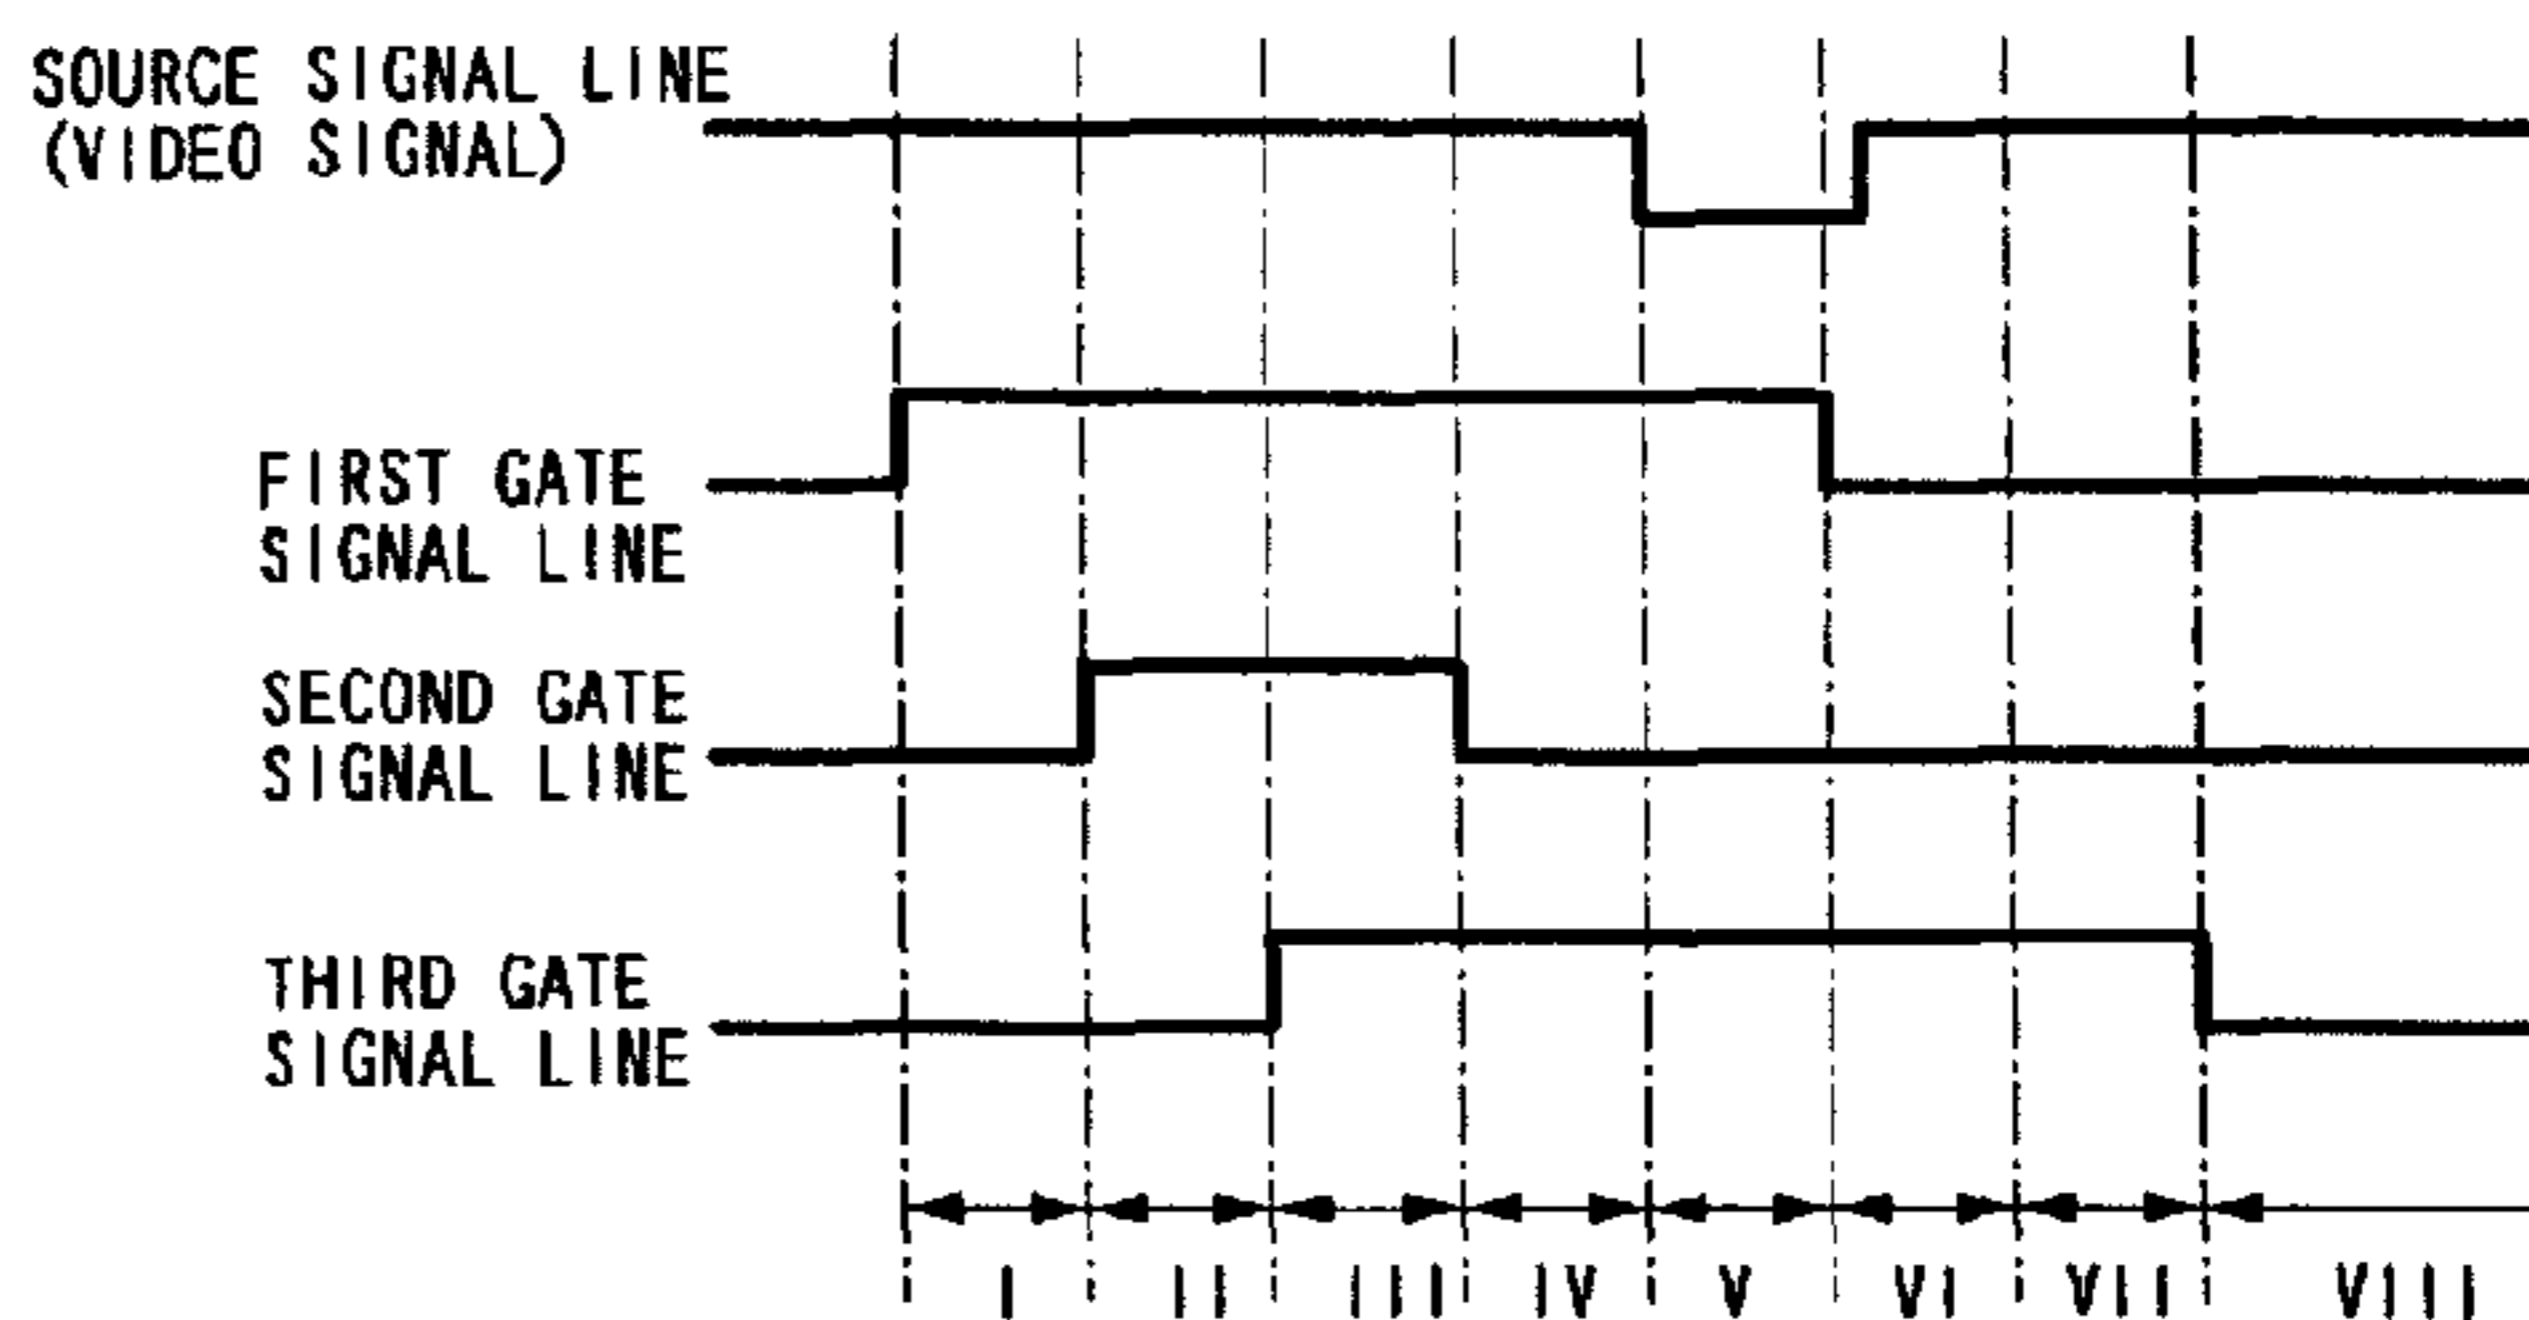 SOURCE SIGNAL LINE
(VIDEO SIGNAL)
FIRST GATE
SIGNAL LINE
SECOND GATE
SIGNAL LINE
THIRD GATE
SIGNAL LINE
I II III IV V VI VII VIII